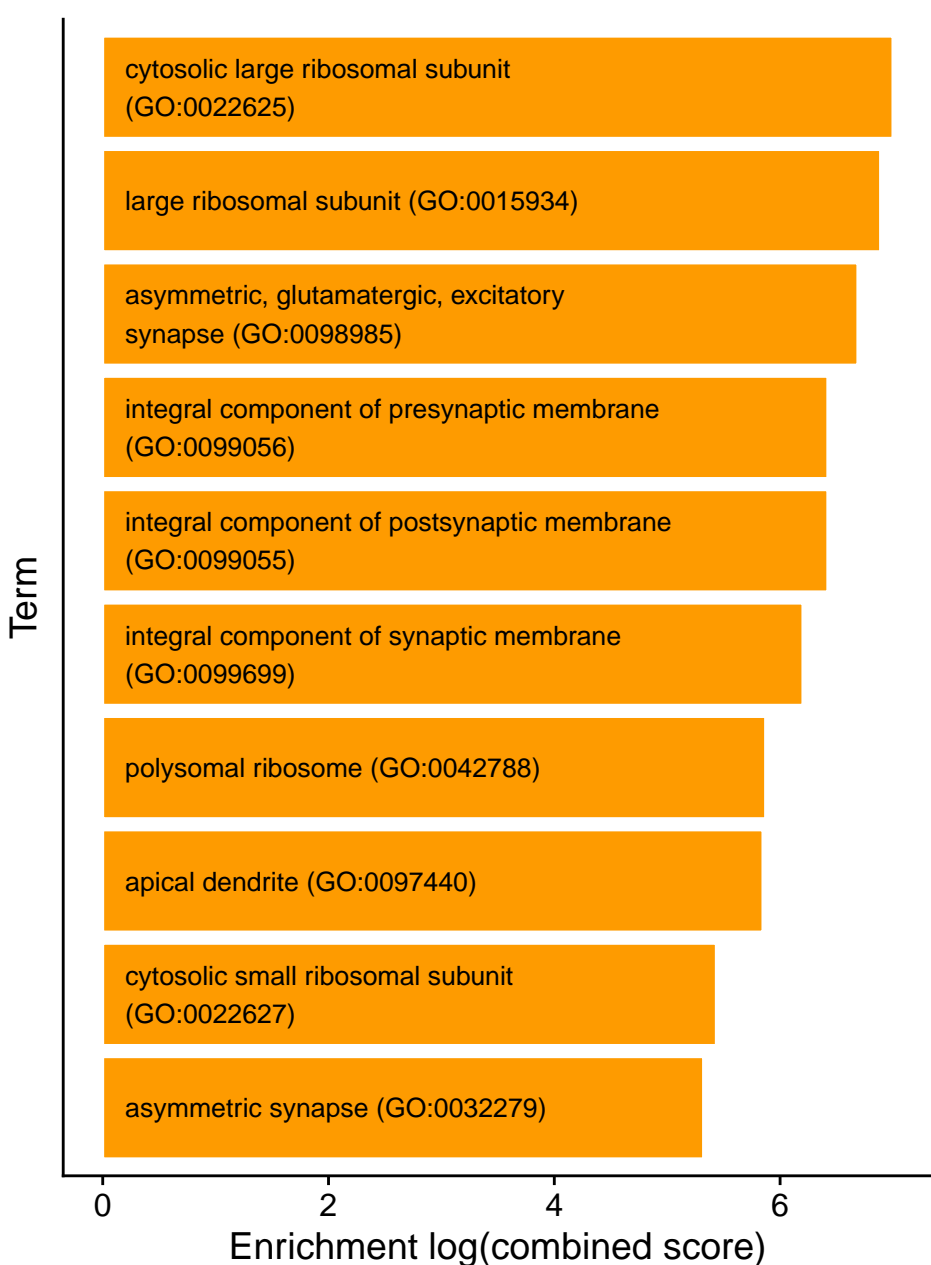 cytosolic large ribosomal subunit
(GO:0022625)
large ribosomal subunit (GO:0015934)
asymmetric, glutamatergic, excitatory
synapse (GO:0098985)
integral component of presynaptic membrane
(GO:0099056)
integral component of postsynaptic membrane
(GO:0099055)
integral component of synaptic membrane
(GO:0099699)
polysomal ribosome (GO:0042788)
apical dendrite (GO:0097440)
cytosolic small ribosomal subunit
(GO:0022627)
asymmetric synapse (GO:0032279)
Term
0 2 4 6
Enrichment log(combined score)